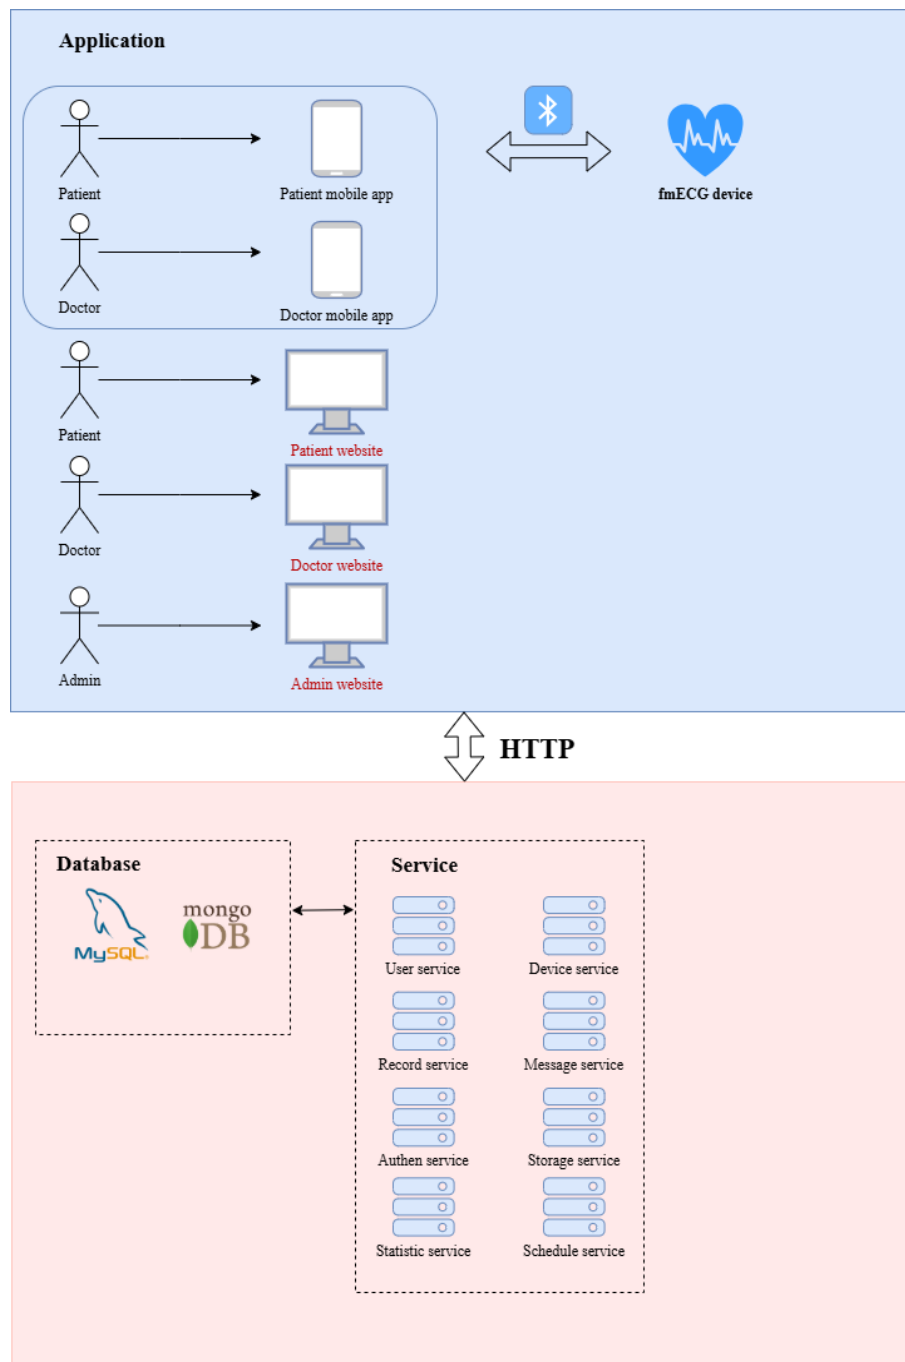 Application
Patient
Patient mobile app
fmECG device
Doctor
Doctor mobile app
Patient
Patient website
Doctor
Doctor website
Admin
Admin website
HTTP
Database
MySQL
mongoDB
Service
User service
Device service
Record service
Message service
Authen service
Storage service
Statistic service
Schedule service